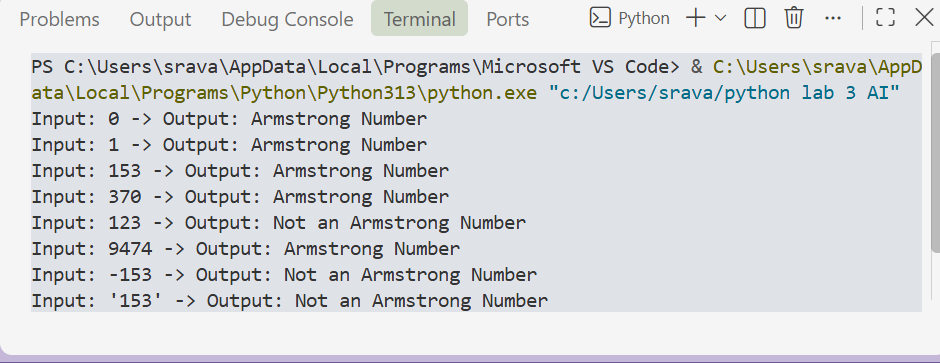 Problems Output Debug Console Terminal Ports Python
PS C:\Users\srava\AppData\Local\Programs\Microsoft VS Code> & C:\Users\srava\AppD
ata\Local\Programs\Python\Python313\python.exe "c:/Users/srava/python lab 3 AI"
Input: 0 -> Output: Armstrong Number
Input: 1 -> Output: Armstrong Number
Input: 153 -> Output: Armstrong Number
Input: 370 -> Output: Armstrong Number
Input: 123 -> Output: Not an Armstrong Number
Input: 9474 -> Output: Armstrong Number
Input: -153 -> Output: Not an Armstrong Number
Input: '153' -> Output: Not an Armstrong Number